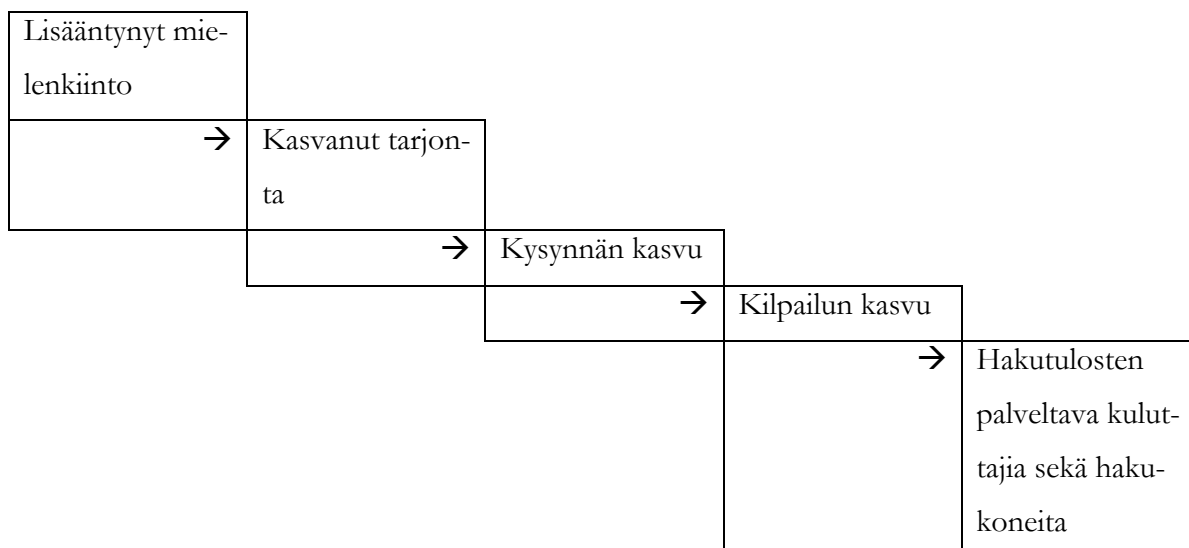 Lisääntynyt mie-
lenkiinto
→ Kasvanut tarjon-
ta
→ Kysynnän kasvu
→ Kilpailun kasvu
→ Hakutulosten
palveltava kulut-
tajia sekä haku-
koneita